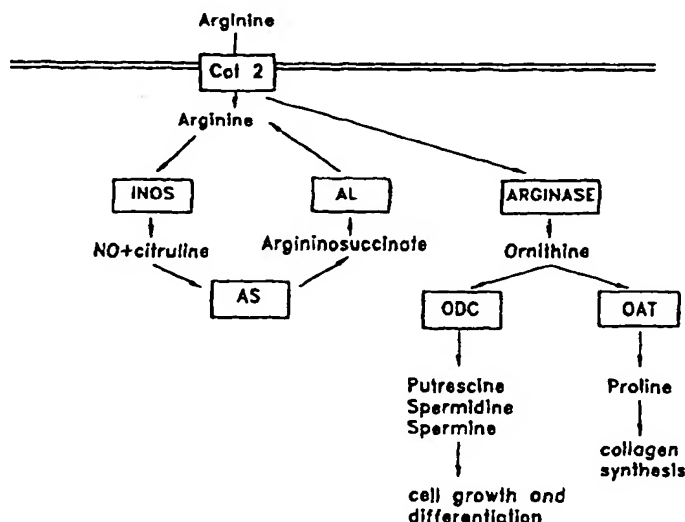 Arginine
Cat 2
Arginine
INOS
AL
ARGINASE
NO+citruline
Argininosuccinate
Ornithine
AS
ODC
OAT
Putrescine
Proline
Spermidine
Spermine
collagen
synthesis
cell growth and
differentiation